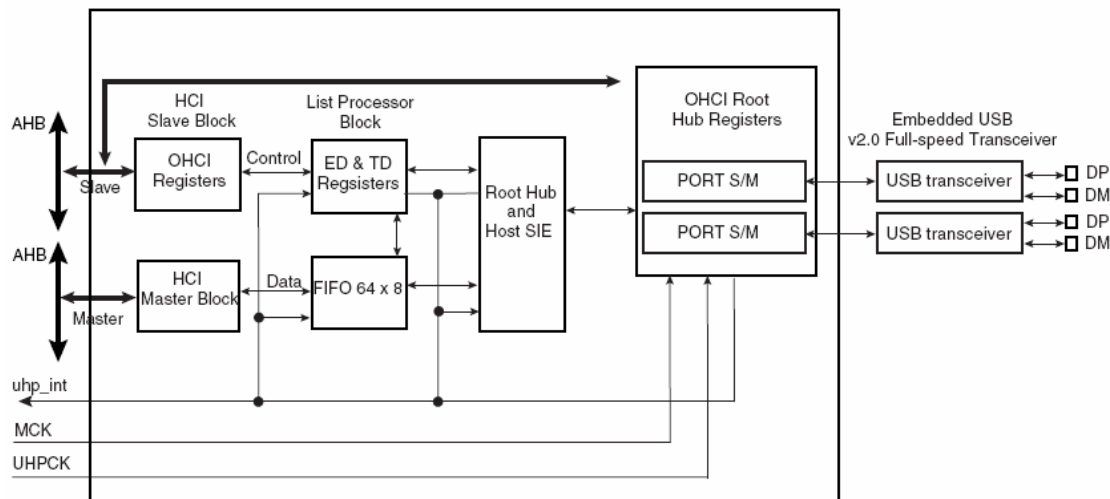 AHB
Slave
HCI
Slave Block
OHCI
Registers
Control
List Processor
Block
ED & TD
Regsisters
Root Hub
and
Host SIE
OHCI Root
Hub Registers
PORT S/M
PORT S/M
Embedded USB
v2.0 Full-speed Transceiver
USB transceiver
DP
DM
USB transceiver
DP
DM
AHB
Master
HCI
Master Block
Data
FIFO 64 x 8
uhp_int
MCK
UHPCK